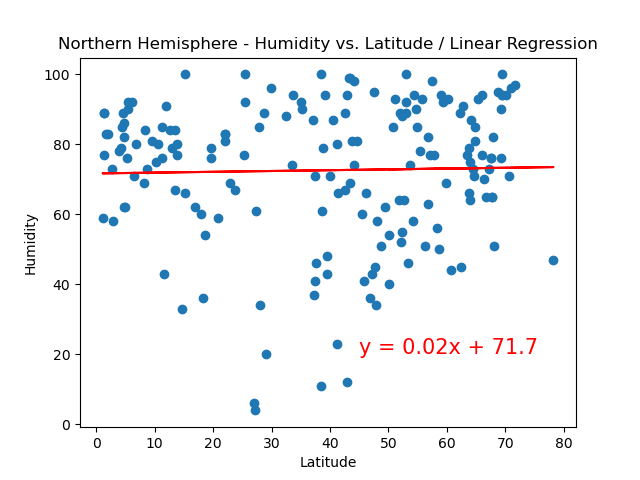 Northern Hemisphere - Humidity vs. Latitude / Linear Regression
100
80
60
40
20
0
Humidity
y = 0.02x + 71.7
0 10 20 30 40 50 60 70 80
Latitude